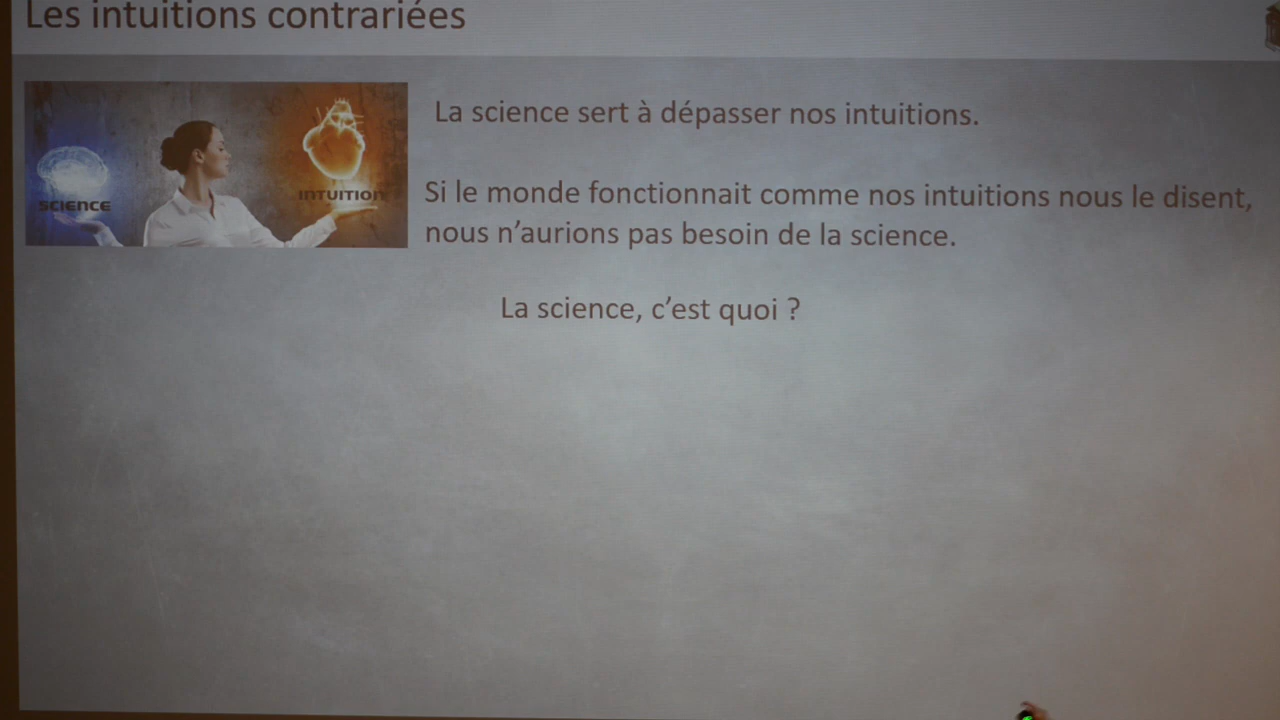 Les intuitions contrariées
La science sert à dépasser nos intuitions.
SCIENCE
INTUITION
Si le monde fonctionnait comme nos intuitions nous le disent,
nous n’aurions pas besoin de la science.
La science, c’est quoi ?